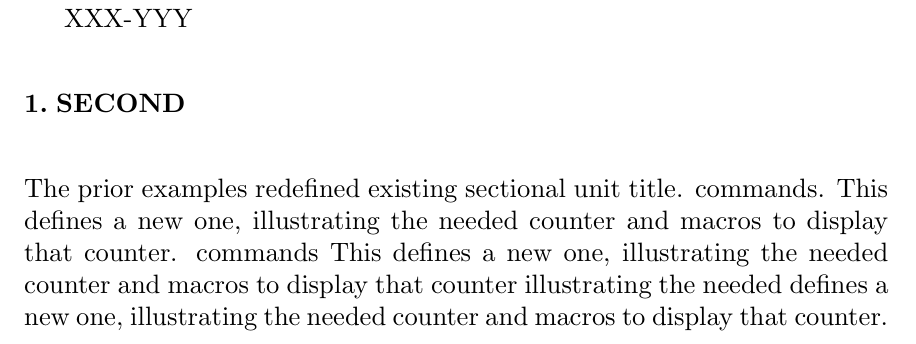 XXX-YYY
1. SECOND
The prior examples redefined existing sectional unit title. commands. This
defines a new one, illustrating the needed counter and macros to display
that counter. commands This defines a new one, illustrating the needed
counter and macros to display that counter illustrating the needed defines a
new one, illustrating the needed counter and macros to display that counter.